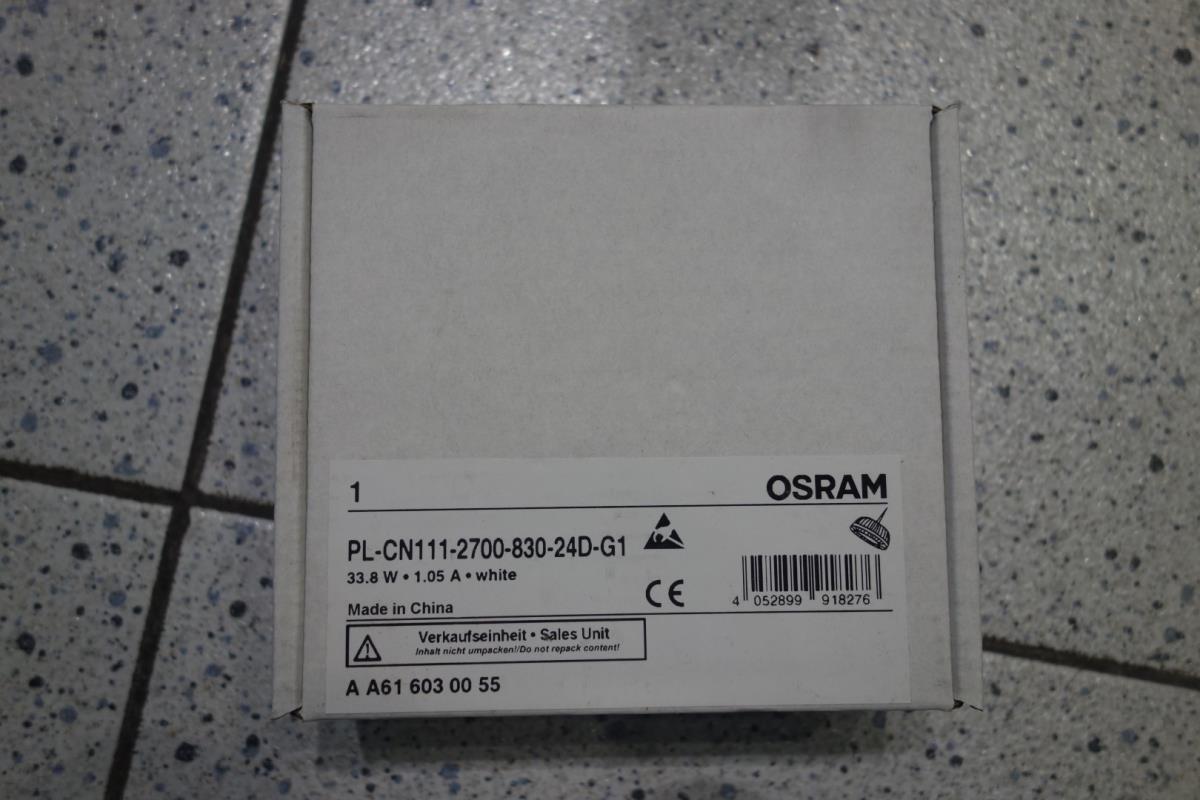 1
OSRAM
PL-CN111-2700-830-24D-G1
33.8 W • 1.05 A • white
CE
4 052899 918276
Made in China
Verkaufseinheit • Sales Unit
Inhalt nicht umpacken!/Do not repack content!
A A61 603 00 55